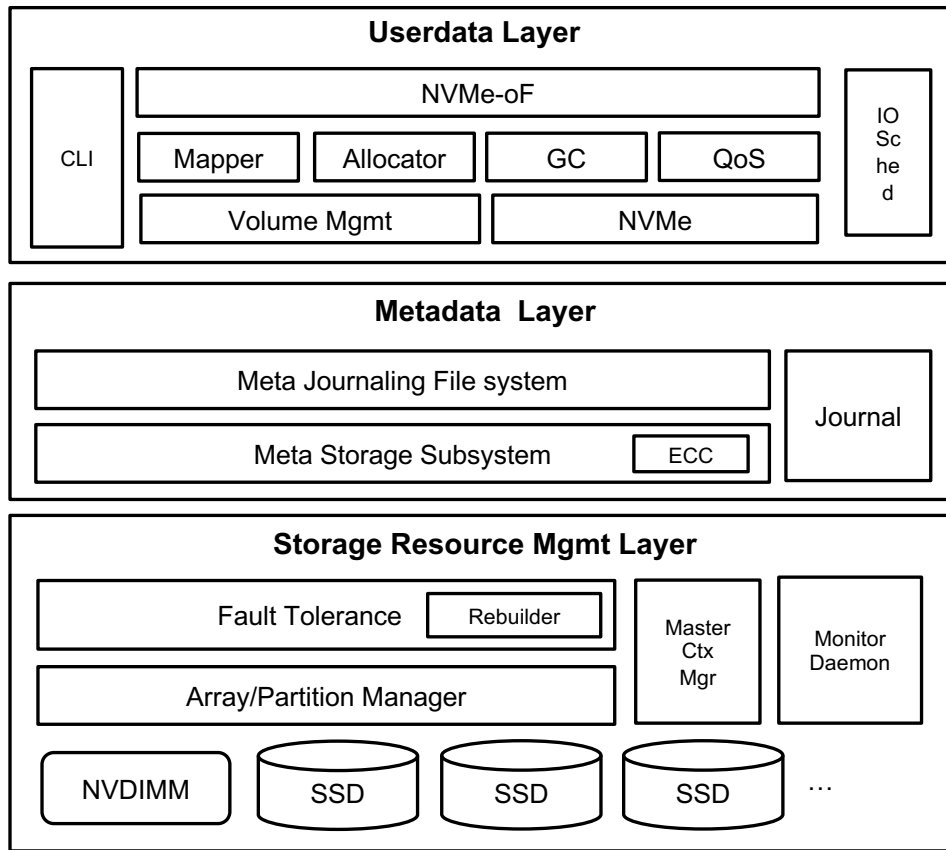 Userdata Layer
CLI
NVMe-oF
IO
Sc
he
d
Mapper
Allocator
GC
QoS
Volume Mgmt
NVMe
Metadata  Layer
Meta Journaling File system
Journal
Meta Storage Subsystem
ECC
Storage Resource Mgmt Layer
Fault Tolerance
Rebuilder
Master
Ctx
Mgr
Monitor
Daemon
Array/Partition Manager
NVDIMM
SSD
SSD
SSD
…